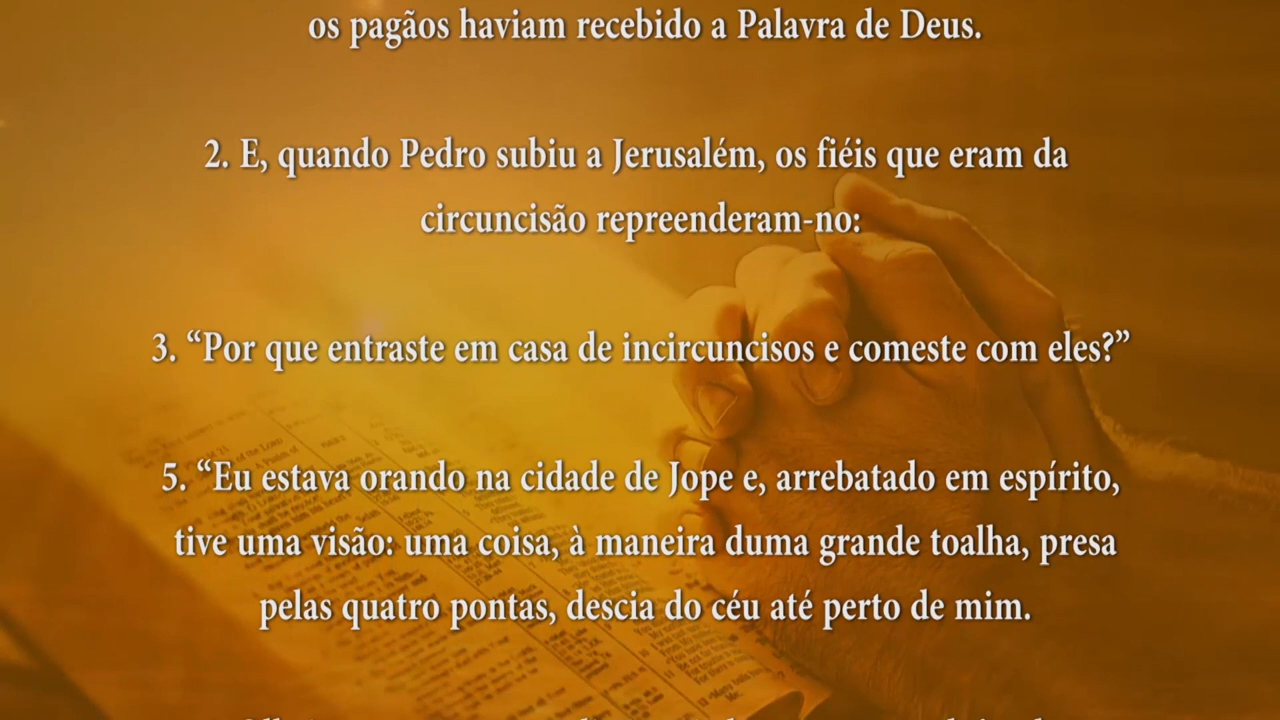 os pagãos haviam recebido a Palavra de Deus.
2. E, quando Pedro subiu a Jerusalém, os fiéis que eram da
circuncisão repreenderam-no:
3. “Por que entraste em casa de incircuncisos e comeste com eles?”
5. “Eu estava orando na cidade de Jope e, arrebatado em espírito,
tive uma visão: uma coisa, à maneira duma grande toalha, presa
pelas quatro pontas, descia do céu até perto de mim.